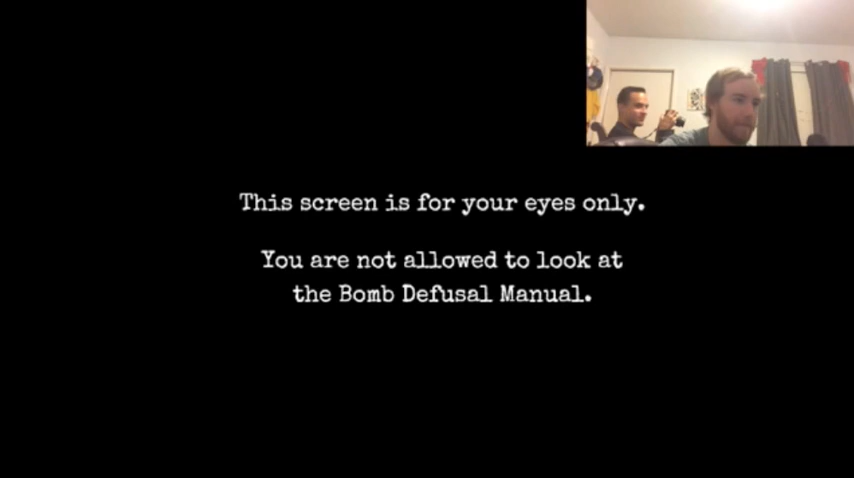 This screen is for your eyes only.
You are not allowed to look at
the Bomb Defusal Manual.